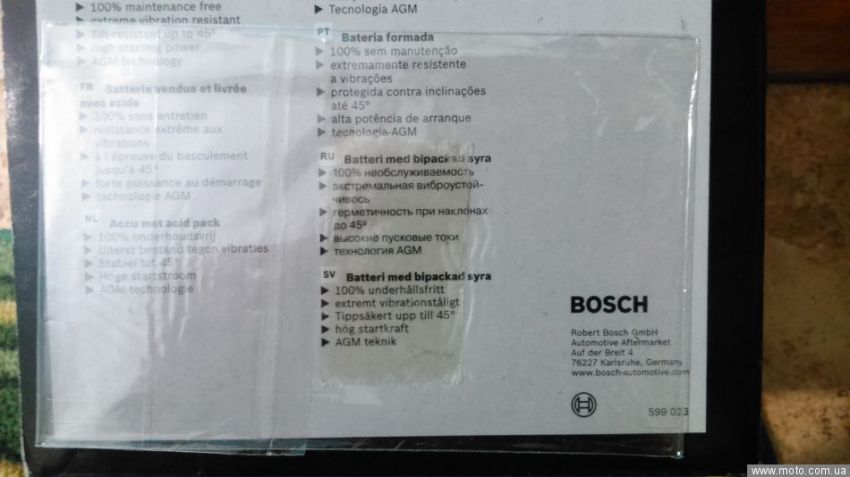 ▶ 100% maintenance free
▶ extreme vibration resistant
▶ Tilt-resistant up to 45°
▶ high starting power
▶ AGM technology
FR Batterie vendue et livrée
avec acide
▶ 100% sans entretien
▶ résistance extrême aux
vibrations
▶ à l'épreuve du basculement
jusqu'à 45°
▶ forte puissance au démarrage
▶ technologie AGM
NL Accu met acid pack
▶ 100% onderhoudsvrij
▶ Uiterst bestand tegen vibraties
▶ Stabiel tot 45°
▶ Hoge startstroom
▶ AGM technologie
▶ Tecnología AGM
PT Bateria formada
▶ 100% sem manutenção
▶ extremamente resistente
a vibrações
▶ protegida contra inclinações
até 45°
▶ alta potência de arranque
▶ tecnologia AGM
RU Batteri med bipackad syra
▶ 100% необслуживаемость
▶ экстремальная виброустой-
чивось
▶ герметичность при наклонах
до 45°
▶ высокие пусковые токи
▶ технология AGM
SV Batteri med bipackad syra
▶ 100% underhållsfritt
▶ extremt vibrationståligt
▶ Tippsäkert upp till 45°
▶ hög startkraft
▶ AGM teknik
BOSCH
Robert Bosch GmbH
Automotive Aftermarket
Auf der Breit 4
76227 Karlsruhe, Germany
www.bosch-automotive.com
599 023
www.moto.com.ua